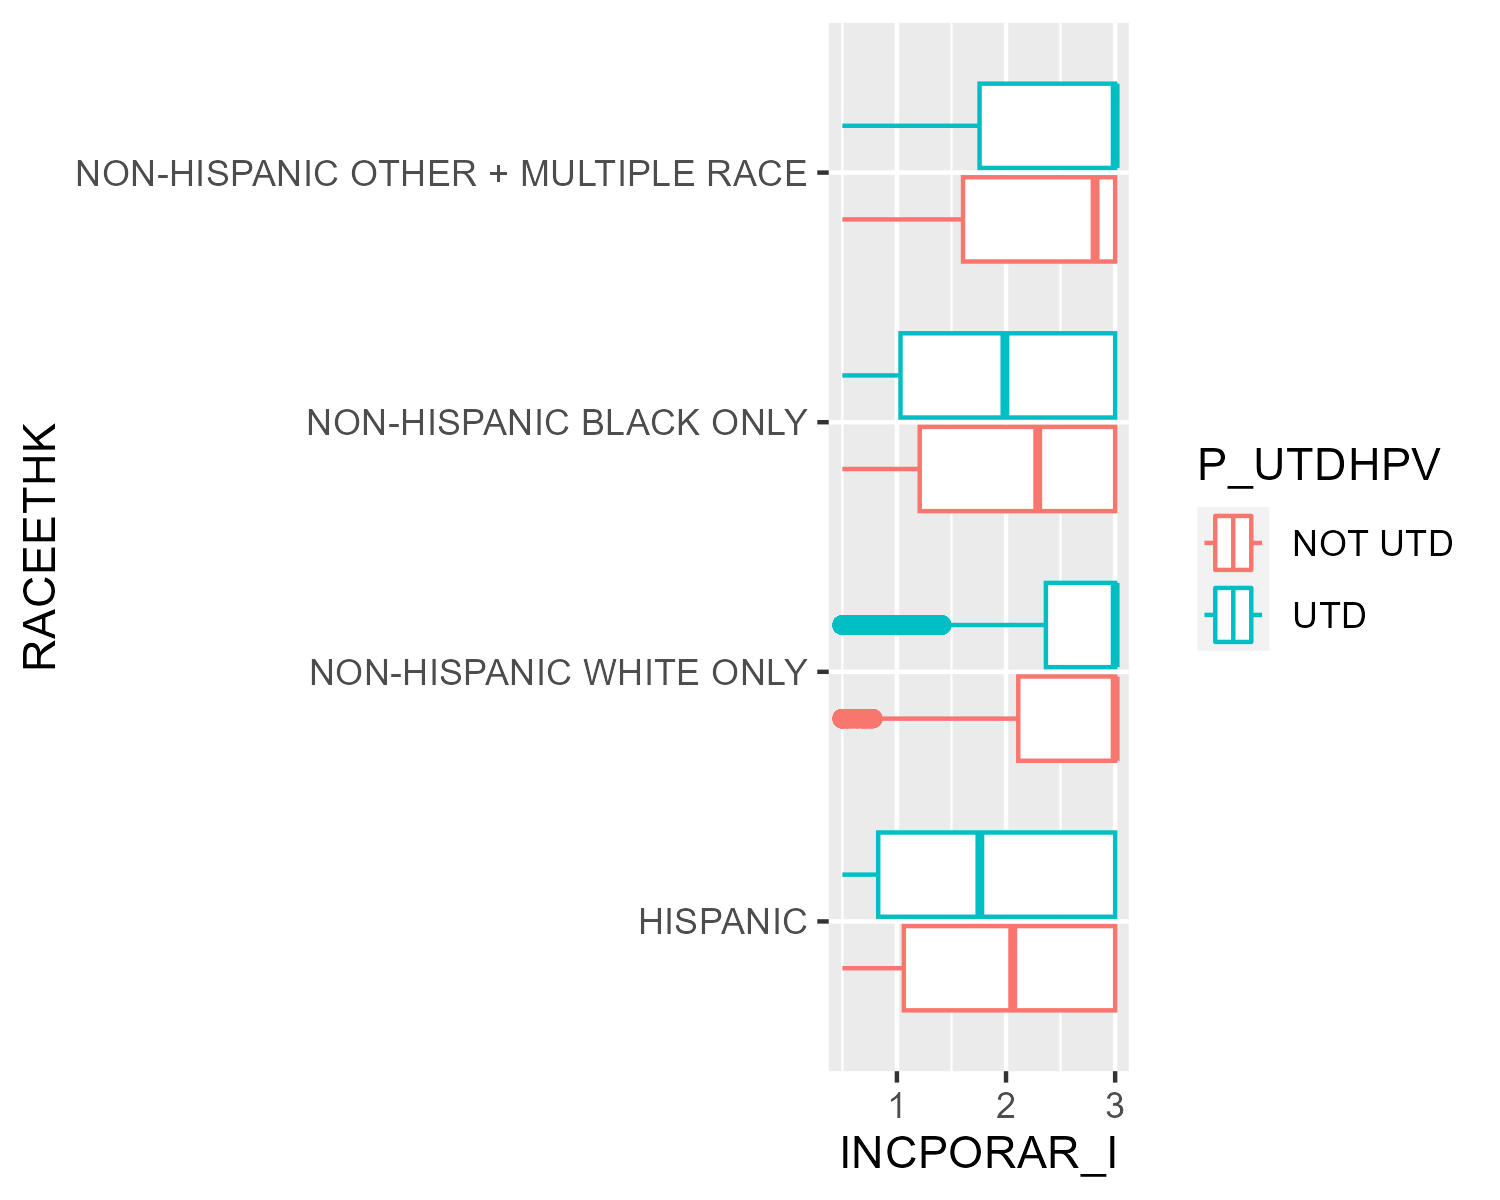 NON-HISPANIC OTHER + MULTIPLE RACE
NON-HISPANIC BLACK ONLY
NON-HISPANIC WHITE ONLY
HISPANIC
RACEETHK
1 2 3
INCPORAR_I
P_UTDHPV
NOT UTD
UTD